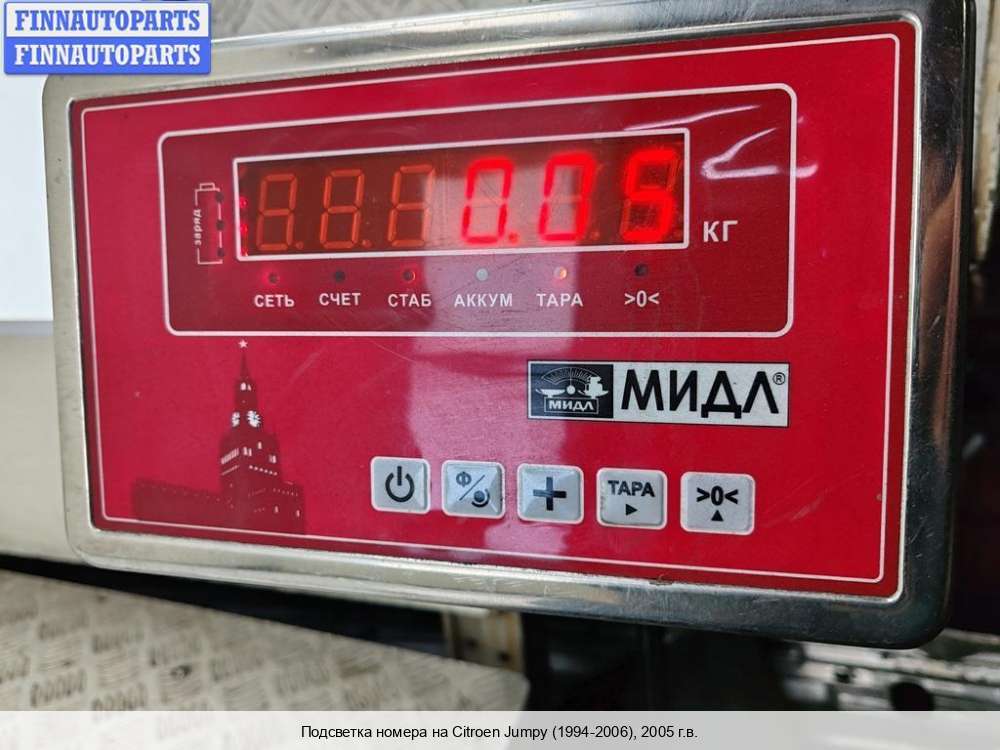 FINNAUTOPARTS
FINNAUTOPARTS
0.05
КГ
заряд
СЕТЬ СЧЕТ СТАБ АККУМ ТАРА >0<
МИДЛ
МИДЛ®
Ф
ТАРА
>0<
Подсветка номера на Citroen Jumpy (1994-2006), 2005 г.в.